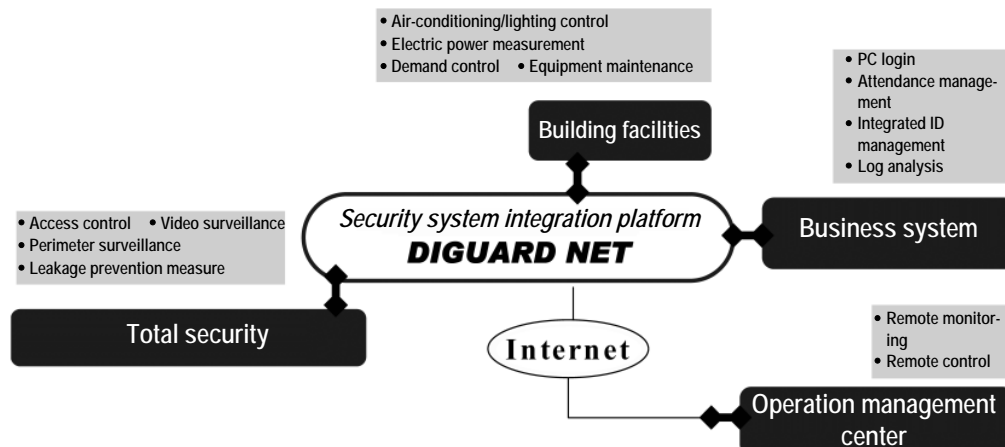 • Air-conditioning/lighting control
• Electric power measurement
• Demand control • Equipment maintenance
Building facilities
• PC login
• Attendance manage-
ment
• Integrated ID
management
• Log analysis
Business system
Security system integration platform
DIGUARD NET
• Access control • Video surveillance
• Perimeter surveillance
• Leakage prevention measure
Total security
Internet
• Remote monitor-
ing
• Remote control
Operation management
center